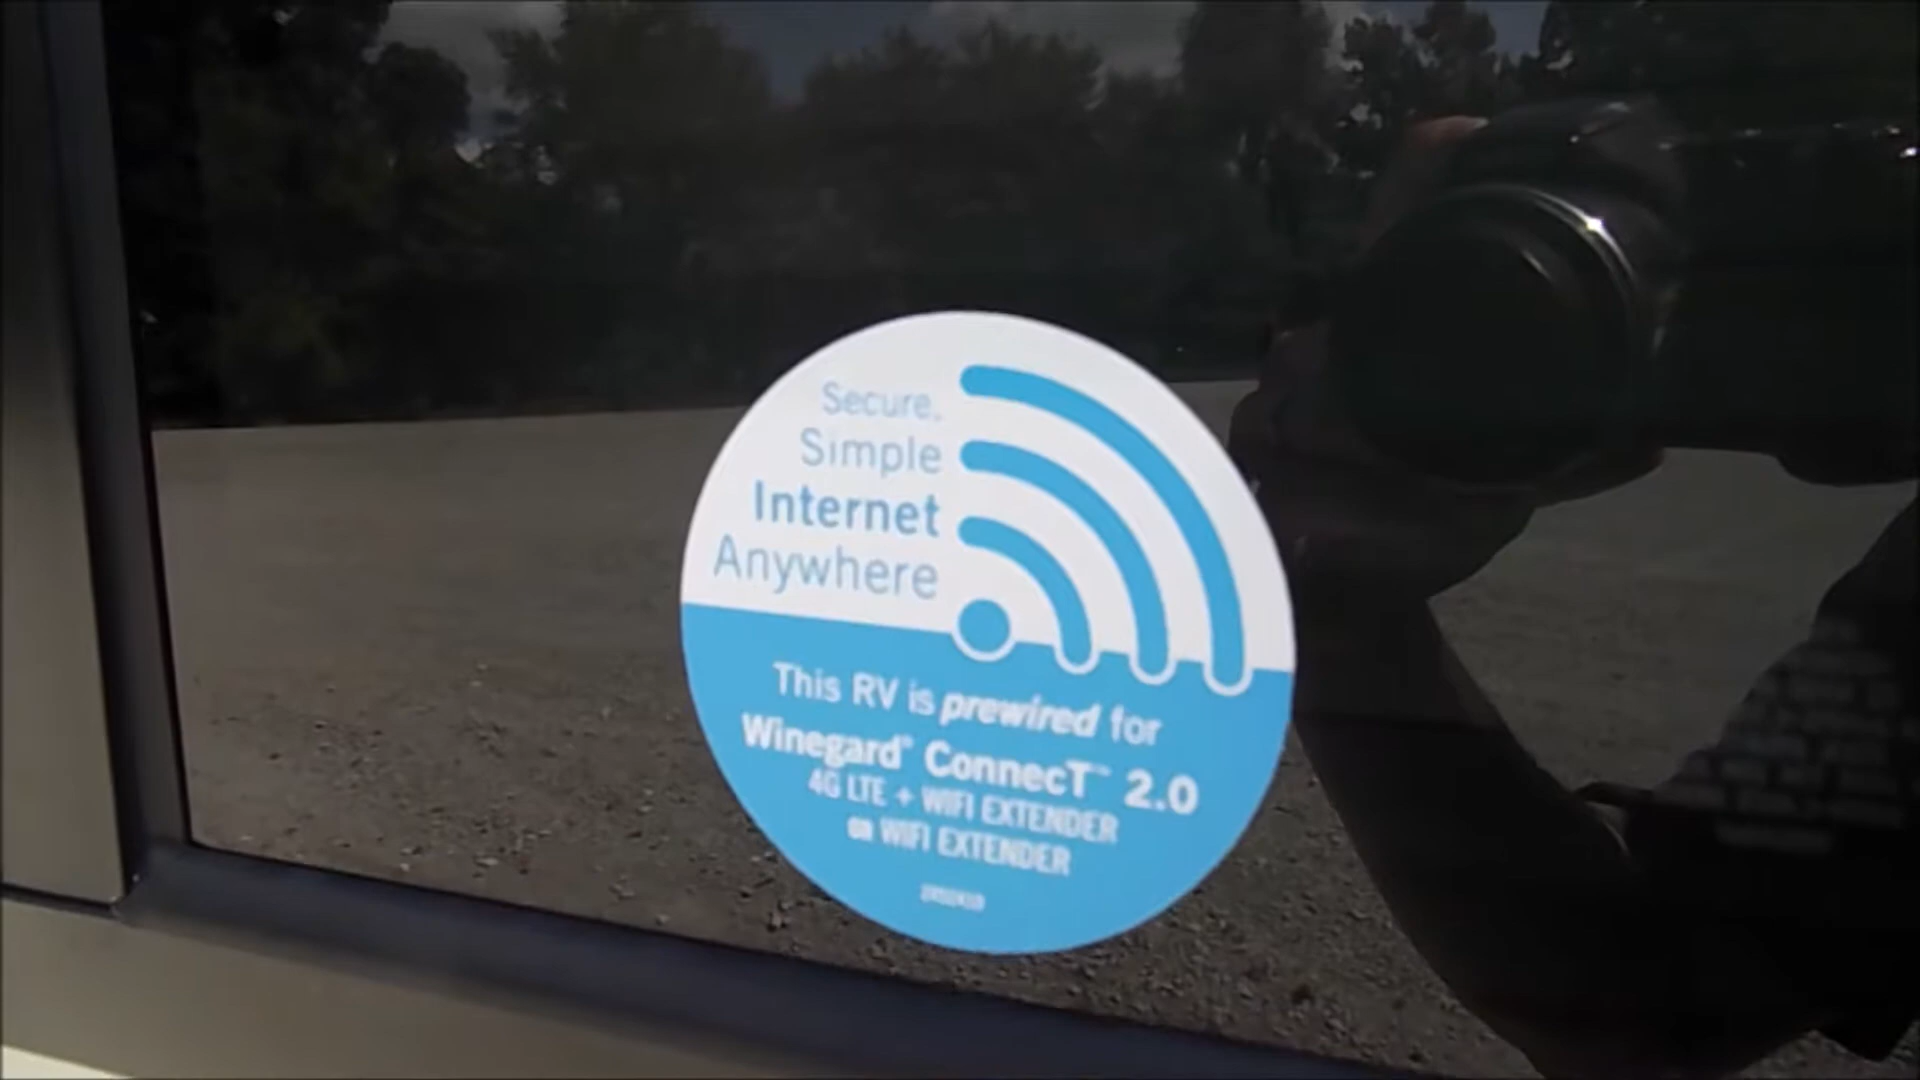 Secure.
Simple
Internet
Anywhere
This RV is prewired for
Winegard® ConnecT™ 2.0
4G LTE + WIFI EXTENDER
OR WIFI EXTENDER